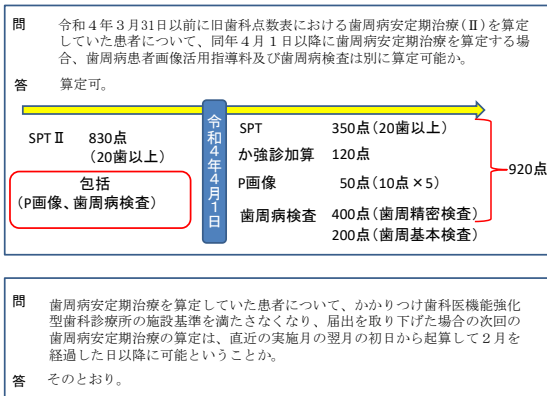 問 令和４年３月31日以前に旧歯科点数表における歯周病安定期治療(Ⅱ)を算定
していた患者について、同年４月１日以降に歯周病安定期治療を算定する場
合、歯周病患者画像活用指導料及び歯周病検査は別に算定可能か。
答 算定可。
SPTⅡ 830点
(20歯以上)
包括
(P画像、歯周病検査)
令和４年４月１日
SPT 350点(20歯以上)
か強診加算 120点
P画像 50点(10点×5)
歯周病検査 400点(歯周精密検査)
200点(歯周基本検査)
920点
問 歯周病安定期治療を算定していた患者について、かかりつけ歯科医機能強化
型歯科診療所の施設基準を満たさなくなり、届出を取り下げた場合の次回の
歯周病安定期治療の算定は、直近の実施月の翌月の初日から起算して２月を
経過した日以降に可能ということか。
答 そのとおり。